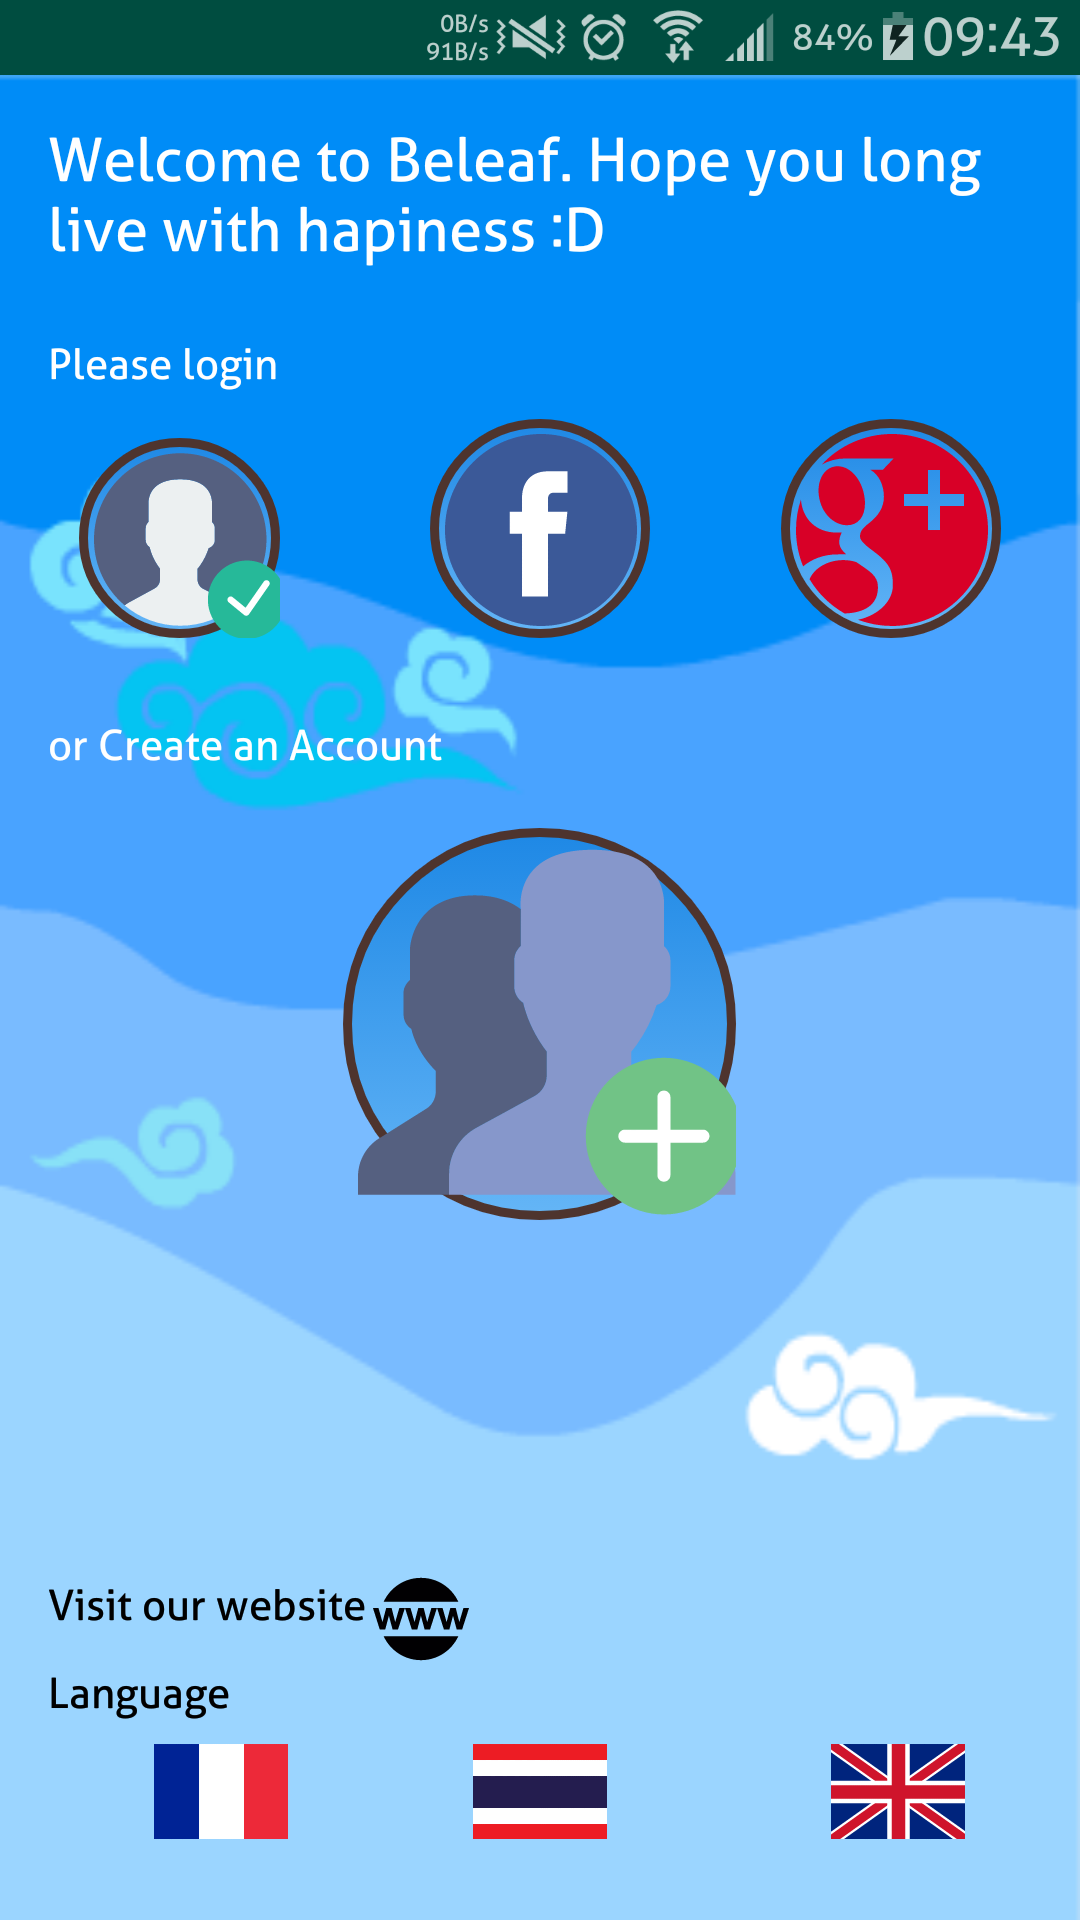 0B/s
91B/s
84%
09:43
Welcome to Beleaf. Hope you long
live with hapiness :D
Please login
f
g+
or Create an Account
Visit our website
www
Language